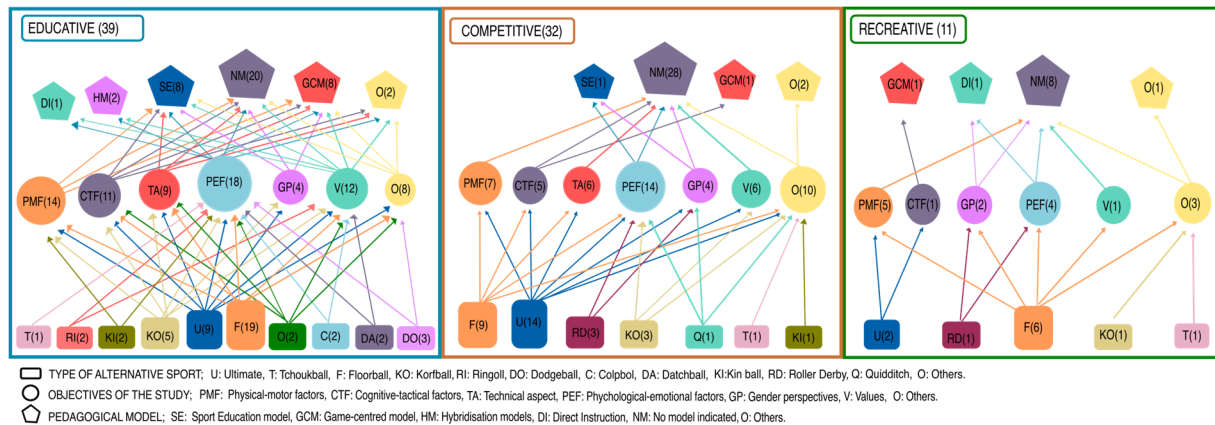 EDUCATIVE (39)
COMPETITIVE(32)
RECREATIVE (11)
DI(1) HM(2) SE(8) NM(20) GCM(8) O(2)
SE(1) NM(28) GCM(1) O(2)
GCM(1) DI(1) NM(8) O(1)
PMF(14) CTF(11) TA(9) PEF(18) GP(4) V(12) O(8)
PMF(7) CTF(5) TA(6) PEF(14) GP(4) V(6) O(10)
PMF(5) CTF(1) GP(2) PEF(4) V(1) O(3)
T(1) RI(2) KI(2) KO(5) U(9) F(19) O(2) C(2) DA(2) DO(3)
F(9) U(14) RD(3) KO(3) Q(1) T(1) KI(1)
U(2) RD(1) F(6) KO(1) T(1)
TYPE OF ALTERNATIVE SPORT; U: Ultimate, T: Tchoukball, F: Floorball, KO: Korfball, RI: Ringoll, DO: Dodgeball, C: Colpbol, DA: Datchball, KI:Kin ball, RD: Roller Derby, Q: Quidditch, O: Others.
OBJECTIVES OF THE STUDY; PMF: Physical-motor factors, CTF: Cognitive-tactical factors, TA: Technical aspect, PEF: Phychological-emotional factors, GP: Gender perspectives, V: Values, O: Others.
PEDAGOGICAL MODEL; SE: Sport Education model, GCM: Game-centred model, HM: Hybridisation models, DI: Direct Instruction, NM: No model indicated, O: Others.